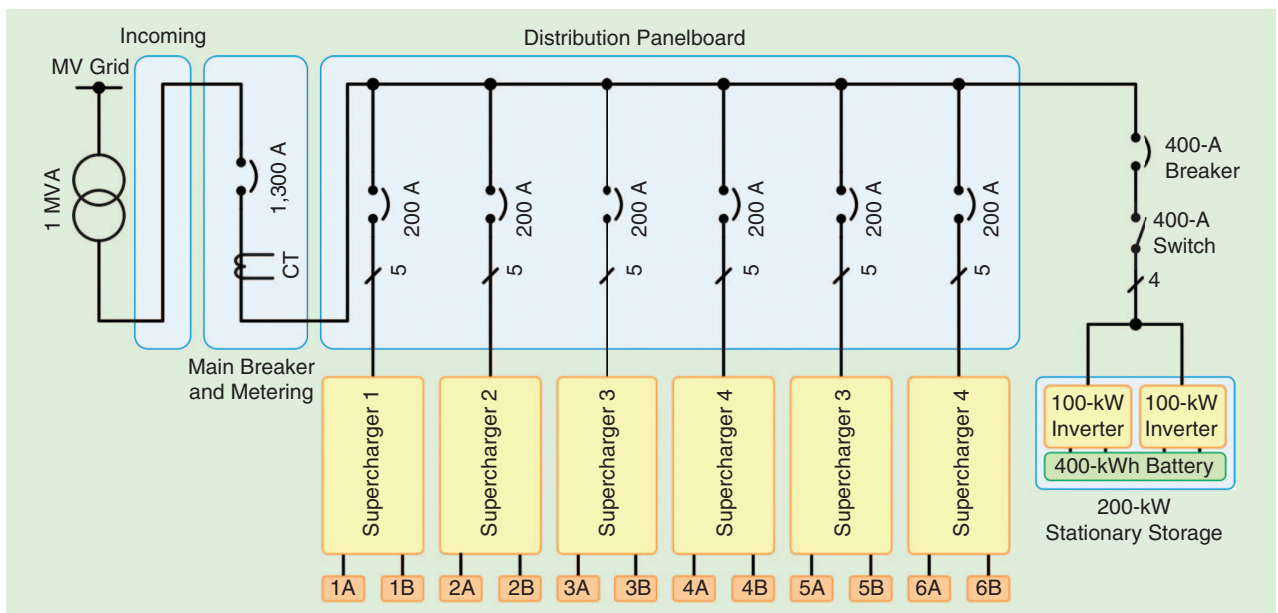 Incoming
Distribution Panelboard
MV Grid
1 MVA
1,300 A
CT
Main Breaker
and Metering
200 A
200 A
200 A
200 A
200 A
200 A
5
5
5
5
5
5
400-A
Breaker
400-A
Switch
4
Supercharger 1
Supercharger 2
Supercharger 3
Supercharger 4
Supercharger 3
Supercharger 4
100-kW
Inverter
100-kW
Inverter
400-kWh Battery
200-kW
Stationary Storage
1A
1B
2A
2B
3A
3B
4A
4B
5A
5B
6A
6B